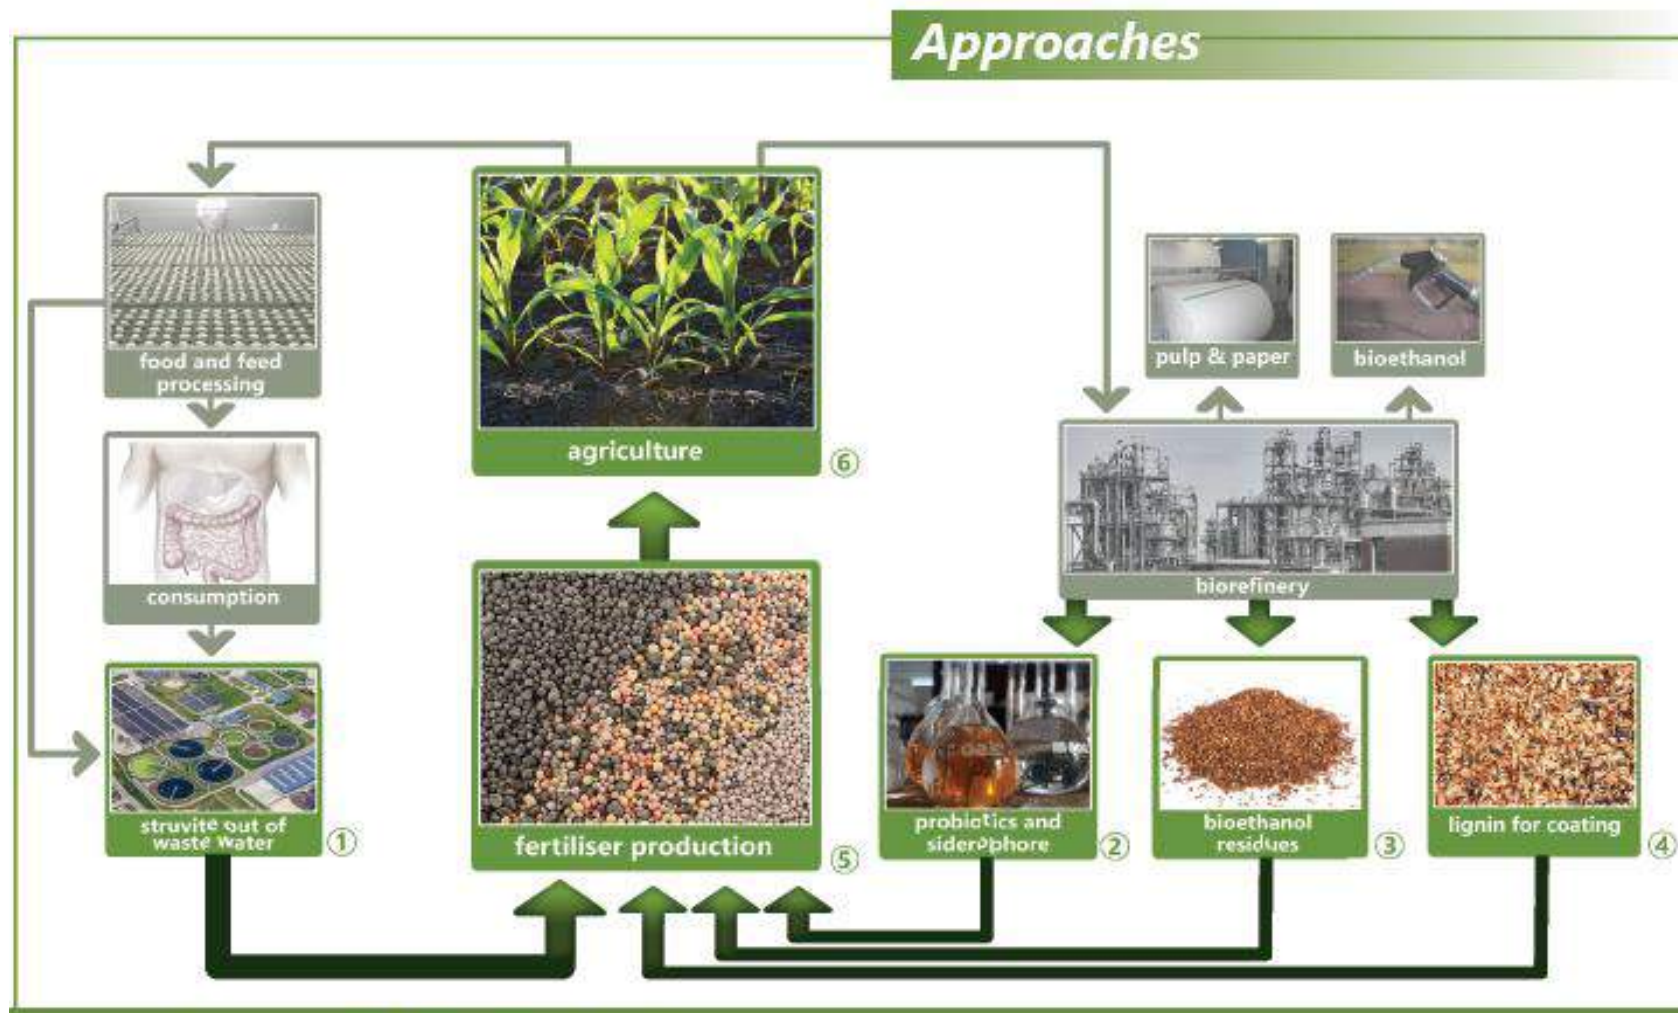 Approaches
food and feed
processing
consumption
struvite out of
waste water
①
agriculture
⑥
fertiliser production
⑤
pulp & paper
bioethanol
biorefinery
probiotics and
siderophore
②
bioethanol
residues
③
lignin for coating
④